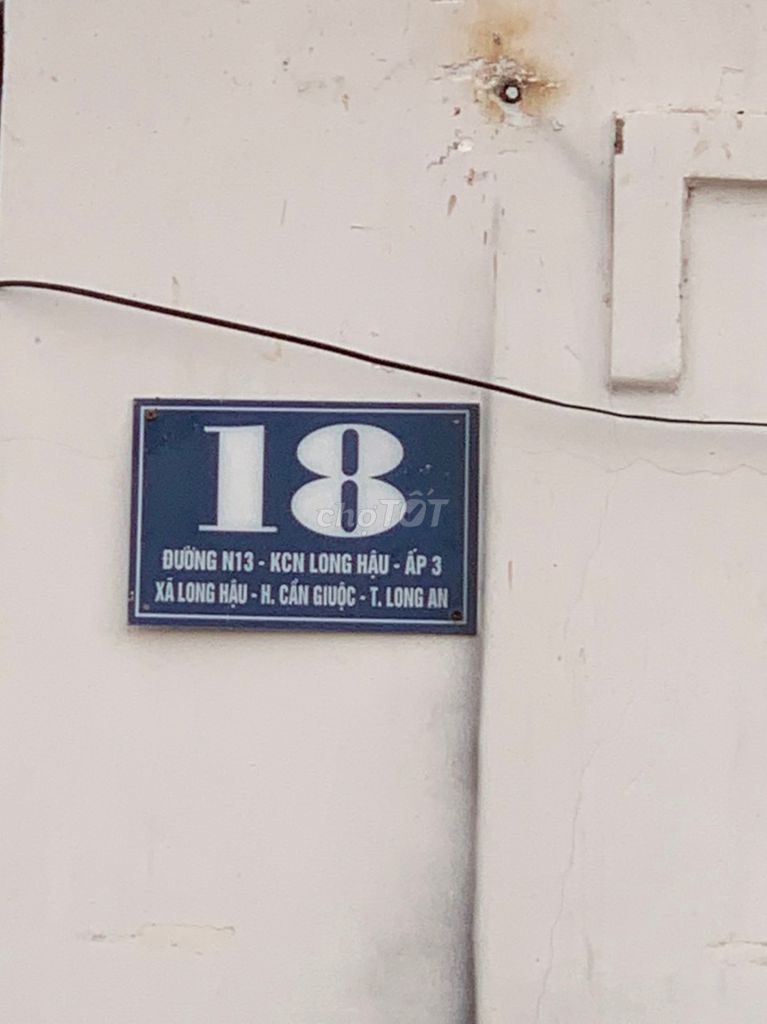 18
chợTỐT
ĐƯỜNG N13 - KCN LONG HẬU - ẤP 3
XÃ LONG HẬU - H. CẦN GIUỘC - T. LONG AN